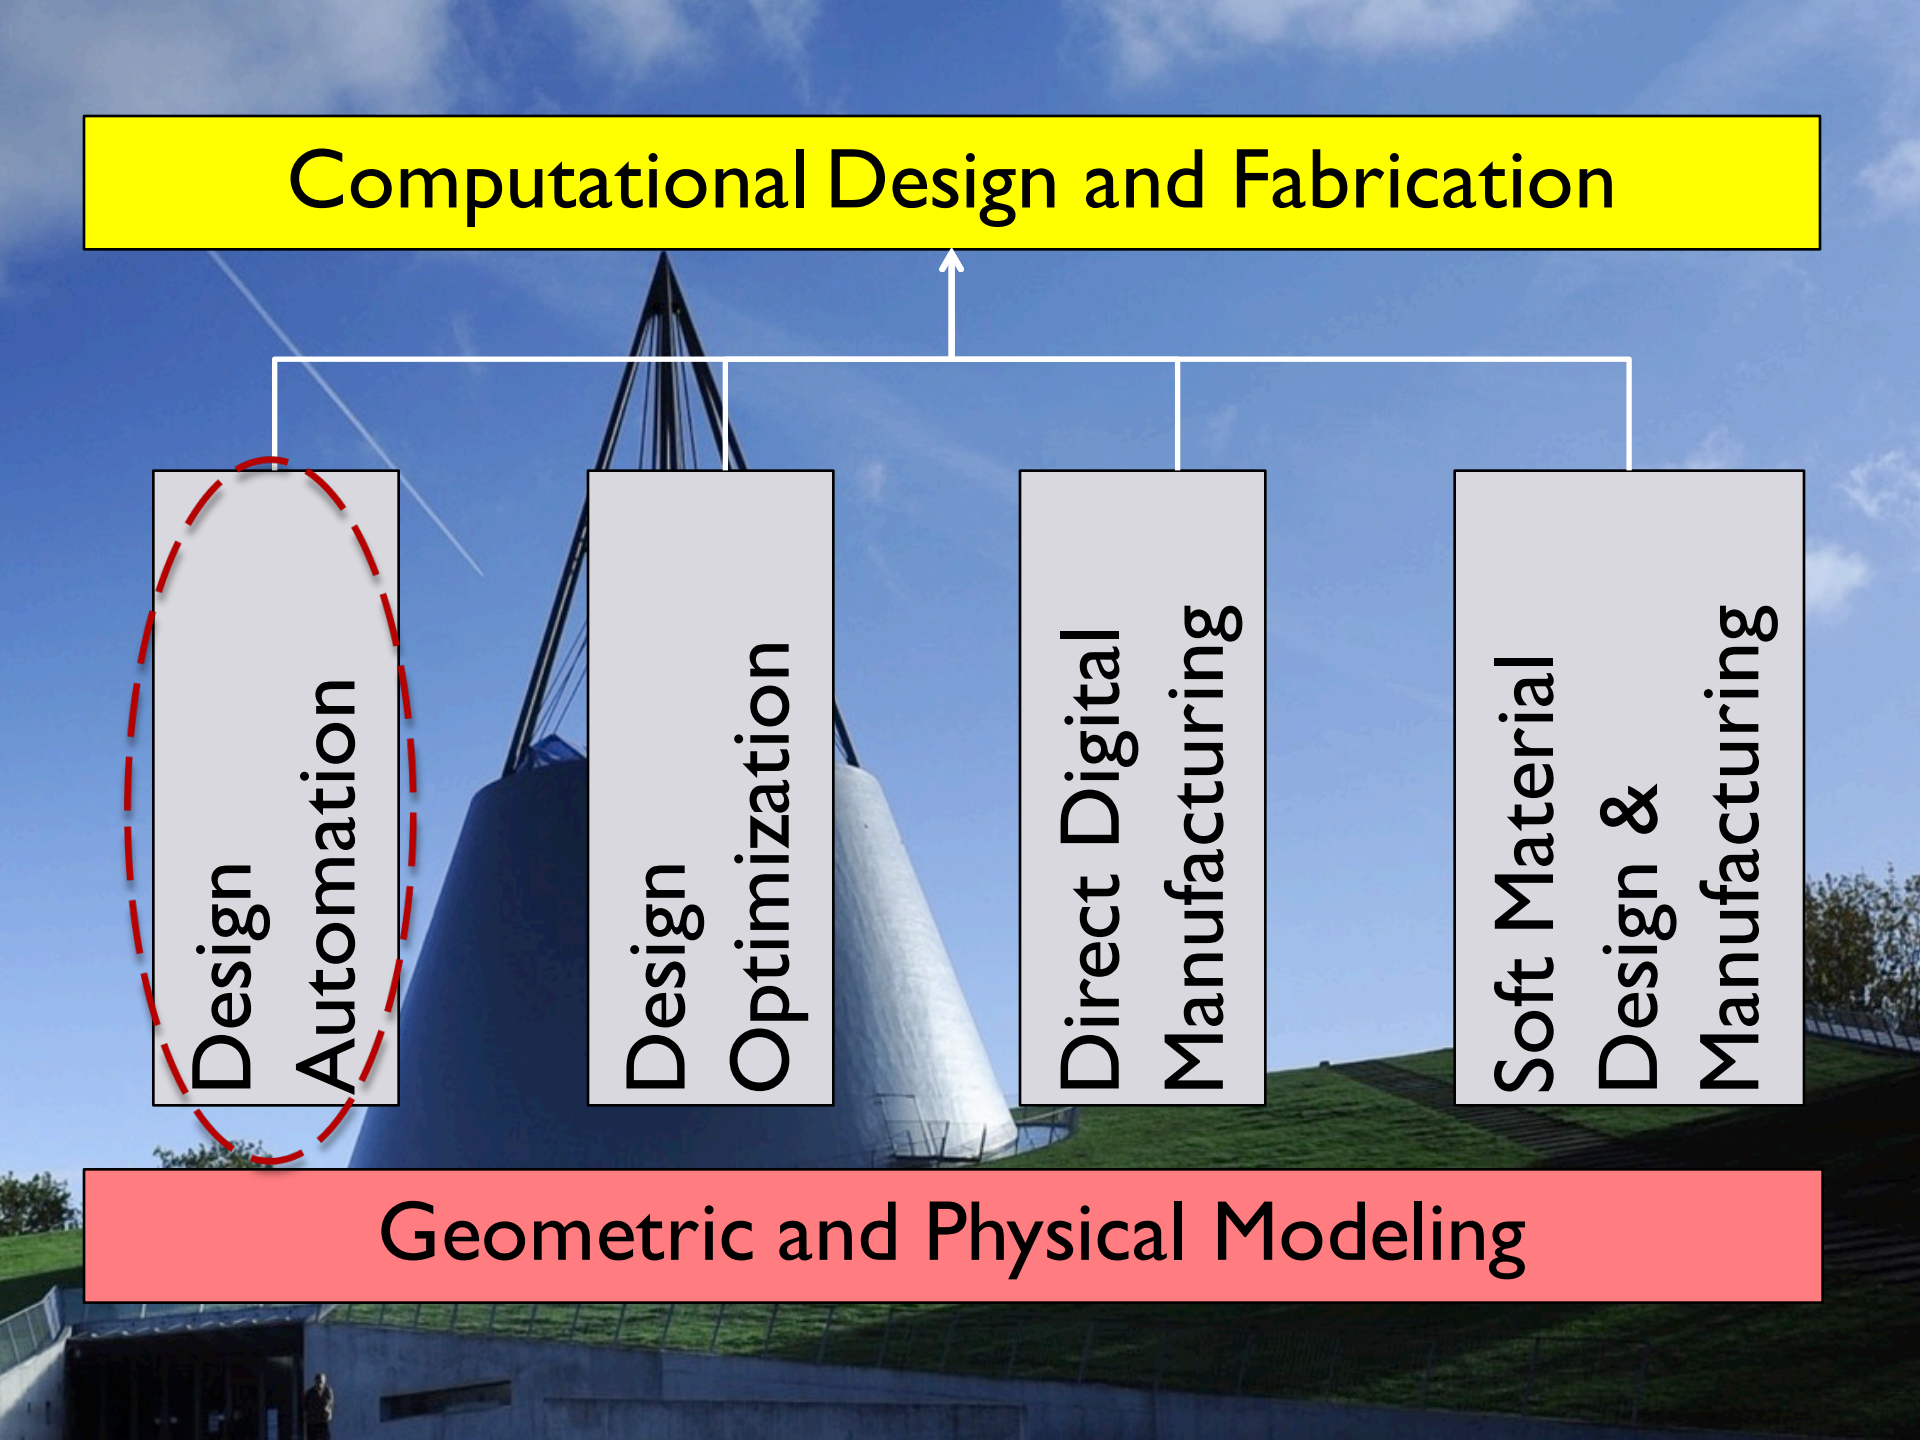 Computational Design and Fabrication
Design
Automation
Design
Optimization
Direct Digital
Manufacturing
Soft Material
Design &
Manufacturing
Geometric and Physical Modeling